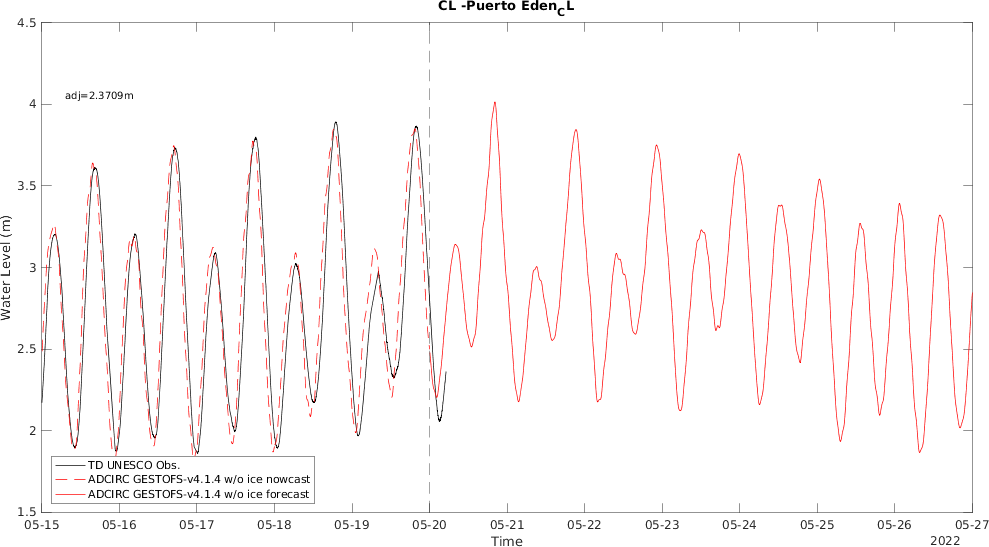 CL -Puerto Eden_CL
4.5
4
3.5
3
2.5
2
1.5
Water Level (m)
adj=2.3709m
TD UNESCO Obs.
ADCIRC GESTOFS-v4.1.4 w/o ice nowcast
ADCIRC GESTOFS-v4.1.4 w/o ice forecast
05-15 05-16 05-17 05-18 05-19 05-20 05-21 05-22 05-23 05-24 05-25 05-26 05-27
Time
2022